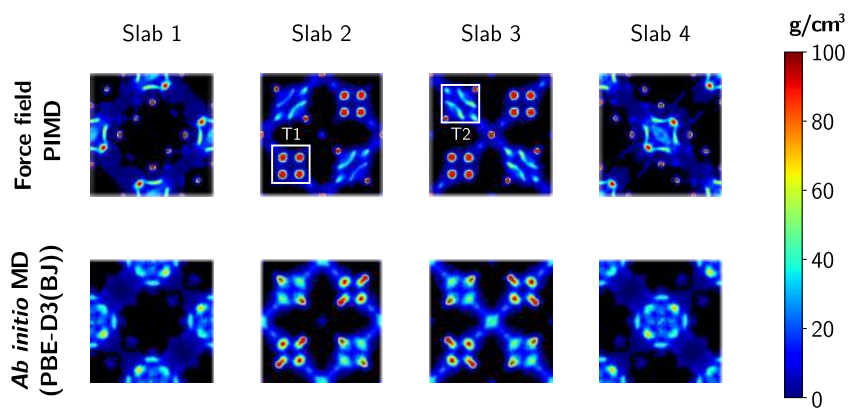 Slab 1 Slab 2 Slab 3 Slab 4
g/cm³
Force field
PIMD
T1
T2
Ab initio MD
(PBE-D3(BJ))
100
80
60
40
20
0